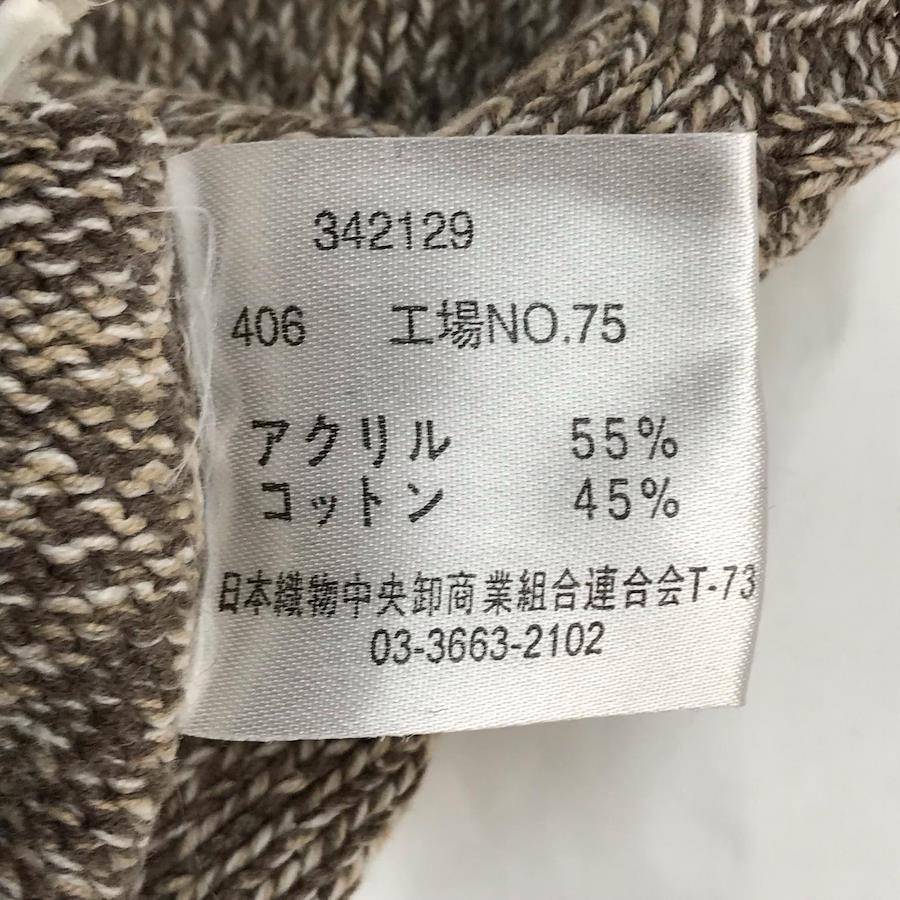 342129
406 工場NO.75
アクリル 55%
コットン 45%
日本織物中央卸商業組合連合会T-73
03-3663-2102